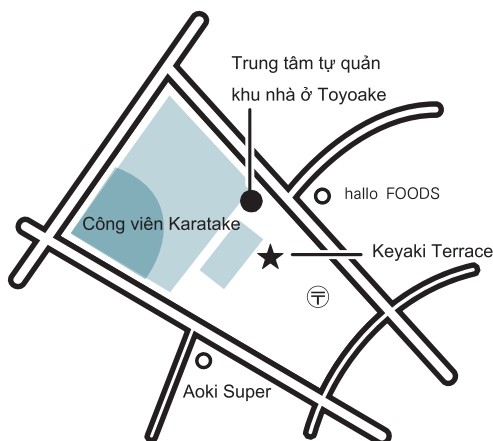 Trung tâm tự quản
khu nhà ở Toyoake
hallo FOODS
Công viên Karatake
Keyaki Terrace
〒
Aoki Super